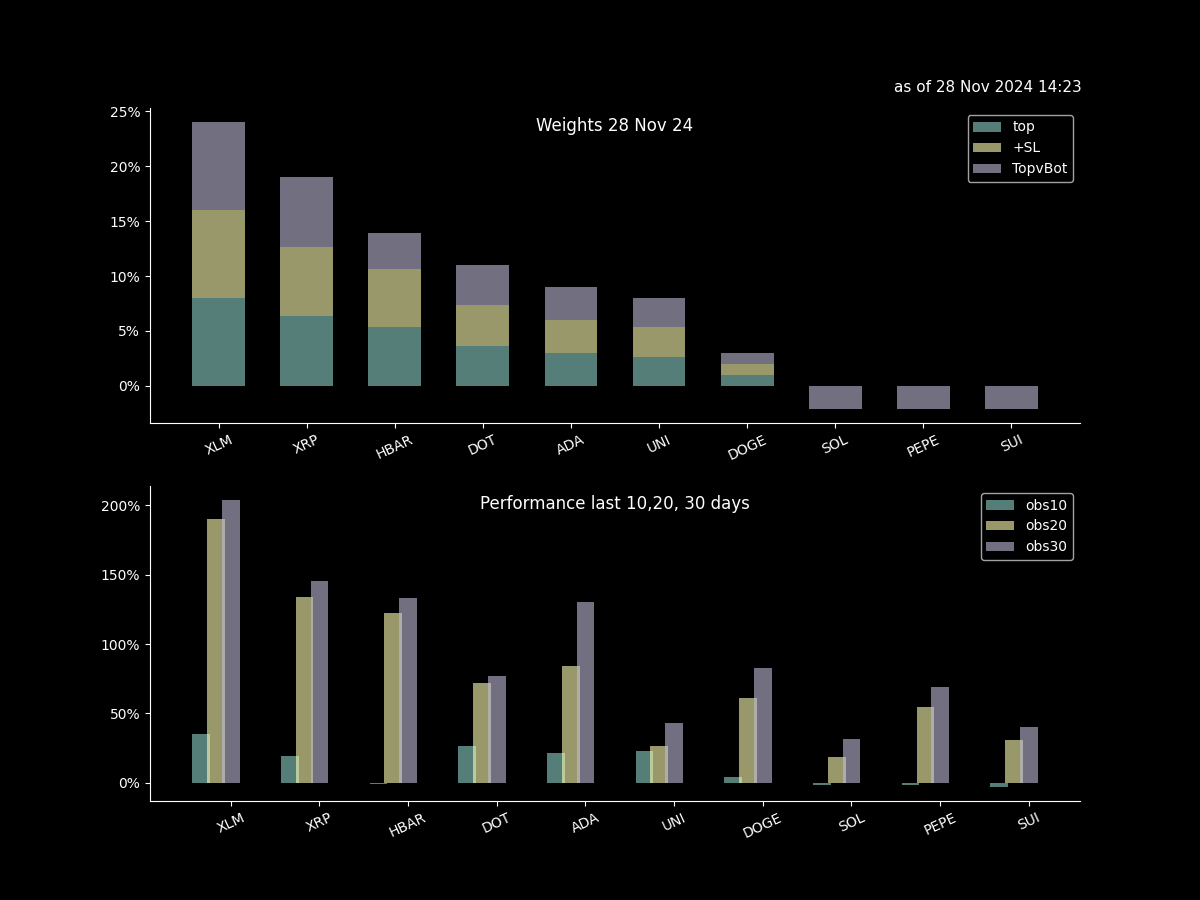 as of 28 Nov 2024 14:23
Weights 28 Nov 24
top
+SL
TopvBot
25%
20%
15%
10%
5%
0%
XLM XRP HBAR DOT ADA UNI DOGE SOL PEPE SUI
Performance last 10,20, 30 days
obs10
obs20
obs30
200%
150%
100%
50%
0%
XLM XRP HBAR DOT ADA UNI DOGE SOL PEPE SUI